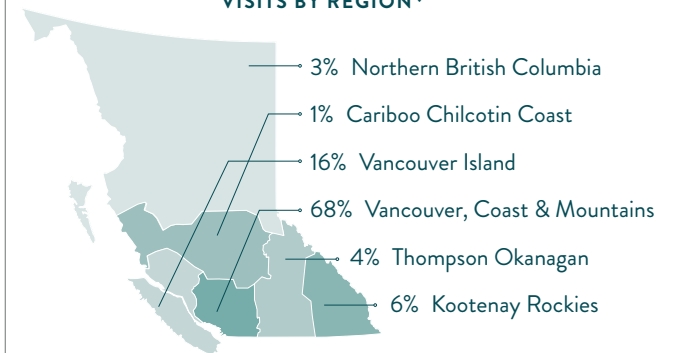 VISITS BY REGION*
3% Northern British Columbia
1% Cariboo Chilcotin Coast
16% Vancouver Island
68% Vancouver, Coast & Mountains
4% Thompson Okanagan
6% Kootenay Rockies